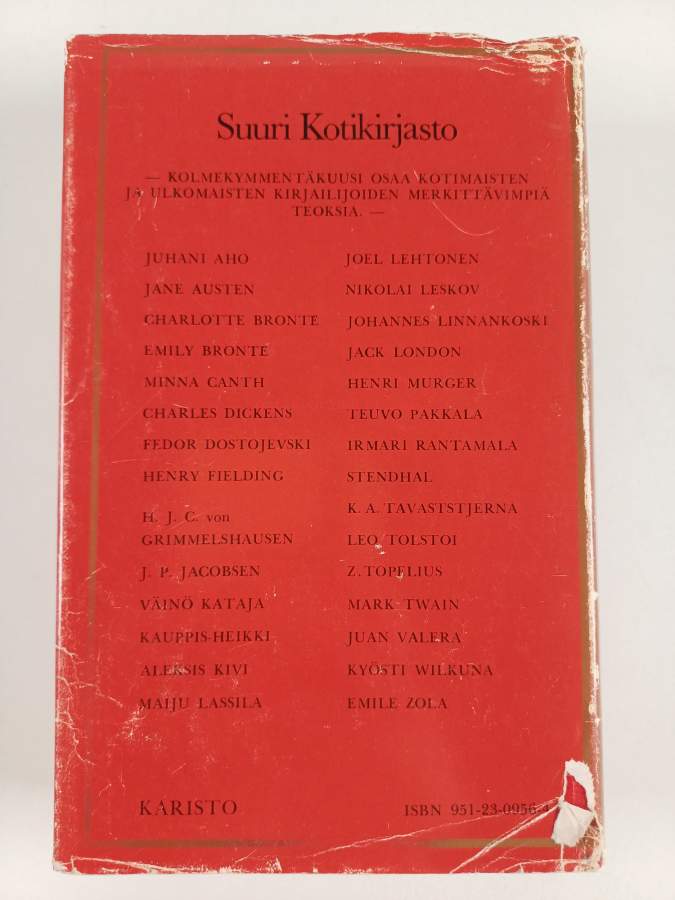 Suuri Kotikirjasto
— KOLMEKYMMENTÄKUUSI OSAA KOTIMAISTEN
JA ULKOMAISTEN KIRJAILIJOIDEN MERKITTÄVIMPIÄ
TEOKSIA. —
JUHANI AHO
JANE AUSTEN
CHARLOTTE BRONTE
EMILY BRONTE
MINNA CANTH
CHARLES DICKENS
FEDOR DOSTOJEVSKI
HENRY FIELDING
H. J. C. von
GRIMMELSHAUSEN
J. P. JACOBSEN
VÄINÖ KATAJA
KAUPPIS-HEIKKI
ALEKSIS KIVI
MAIJU LASSILA
JOEL LEHTONEN
NIKOLAI LESKOV
JOHANNES LINNANKOSKI
JACK LONDON
HENRI MURGER
TEUVO PAKKALA
IRMARI RANTAMALA
STENDHAL
K. A. TAVASTSTJERNA
LEO TOLSTOI
Z. TOPELIUS
MARK TWAIN
JUAN VALERA
KYÖSTI WILKUNA
EMILE ZOLA
KARISTO
ISBN 951-23-0956-4